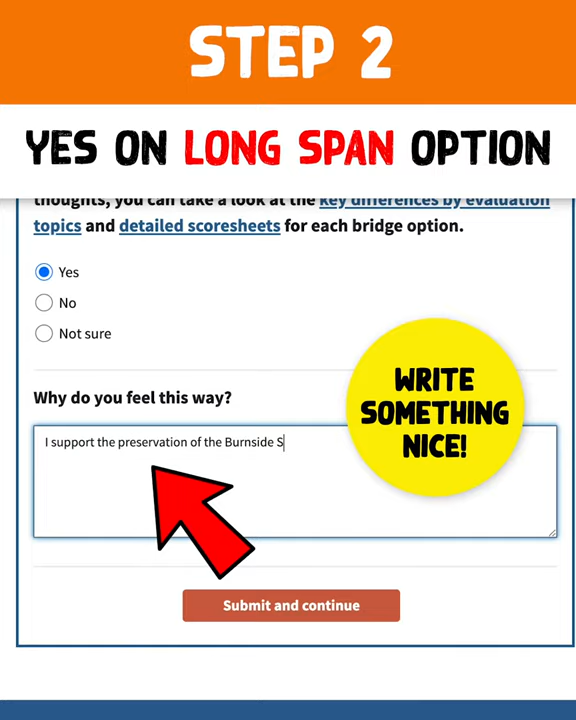 STEP 2
YES ON LONG SPAN OPTION
thoughts, you can take a look at the key differences by evaluation
topics and detailed scoresheets for each bridge option.
Yes
No
Not sure
WRITE
SOMETHING
NICE!
Why do you feel this way?
I support the preservation of the Burnside S
Submit and continue